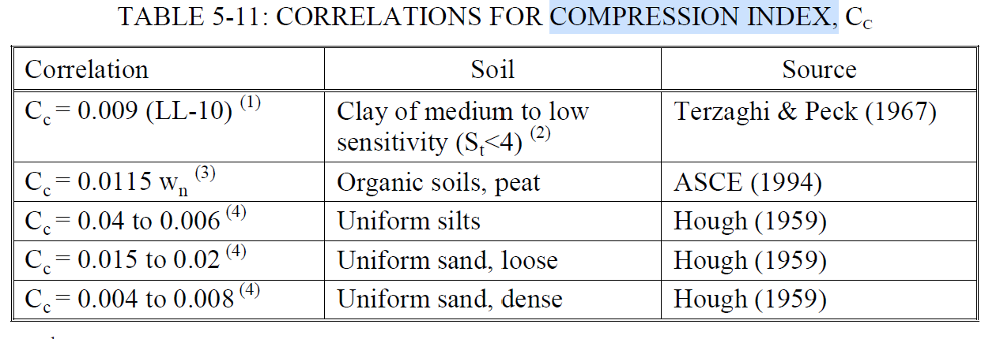 TABLE 5-11: CORRELATIONS FOR COMPRESSION INDEX, C_C
Correlation Soil Source
C_c = 0.009 (LL-10) (1) Clay of medium to low sensitivity (S_t<4) (2) Terzaghi & Peck (1967)
C_c = 0.0115 w_n (3) Organic soils, peat ASCE (1994)
C_c = 0.04 to 0.006 (4) Uniform silts Hough (1959)
C_c = 0.015 to 0.02 (4) Uniform sand, loose Hough (1959)
C_c = 0.004 to 0.008 (4) Uniform sand, dense Hough (1959)